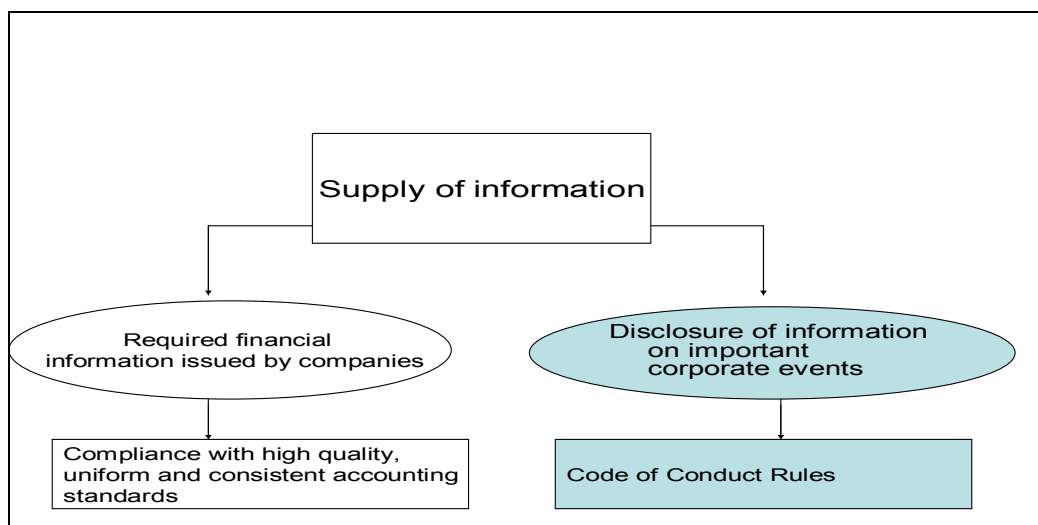 Supply of information
Required financial
information issued by companies
Disclosure of information
on important
corporate events
Compliance with high quality,
uniform and consistent accounting
standards
Code of Conduct Rules